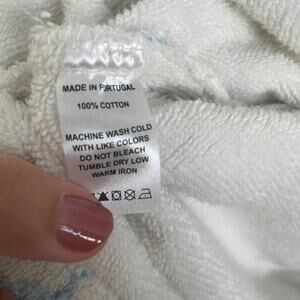 MADE IN PORTUGAL
100% COTTON
MACHINE WASH COLD
WITH LIKE COLORS
DO NOT BLEACH
TUMBLE DRY LOW
WARM IRON